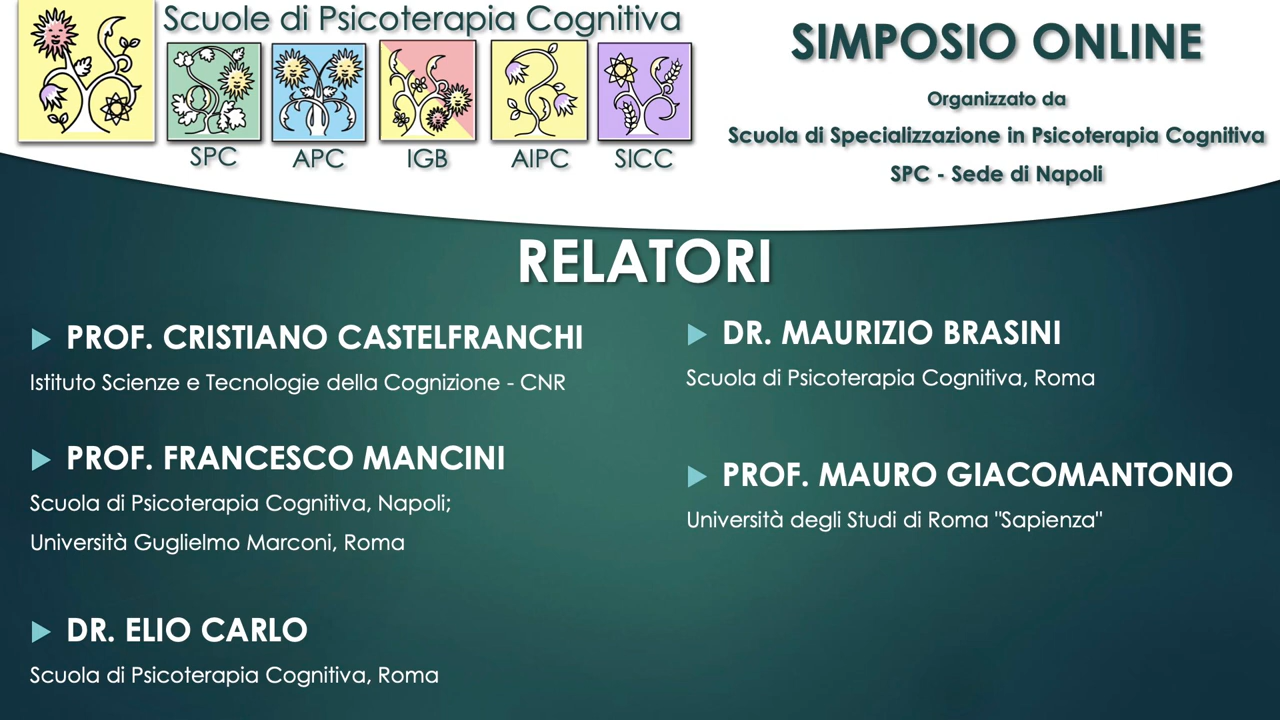 Scuole di Psicoterapia Cognitiva
SPC
APC
IGB
AIPC
SICC
SIMPOSIO ONLINE
Organizzato da
Scuola di Specializzazione in Psicoterapia Cognitiva
SPC - Sede di Napoli
RELATORI
PROF. CRISTIANO CASTELFRANCHI
Istituto Scienze e Tecnologie della Cognizione - CNR
PROF. FRANCESCO MANCINI
Scuola di Psicoterapia Cognitiva, Napoli;
Università Guglielmo Marconi, Roma
DR. ELIO CARLO
Scuola di Psicoterapia Cognitiva, Roma
DR. MAURIZIO BRASINI
Scuola di Psicoterapia Cognitiva, Roma
PROF. MAURO GIACOMANTONIO
Università degli Studi di Roma "Sapienza"